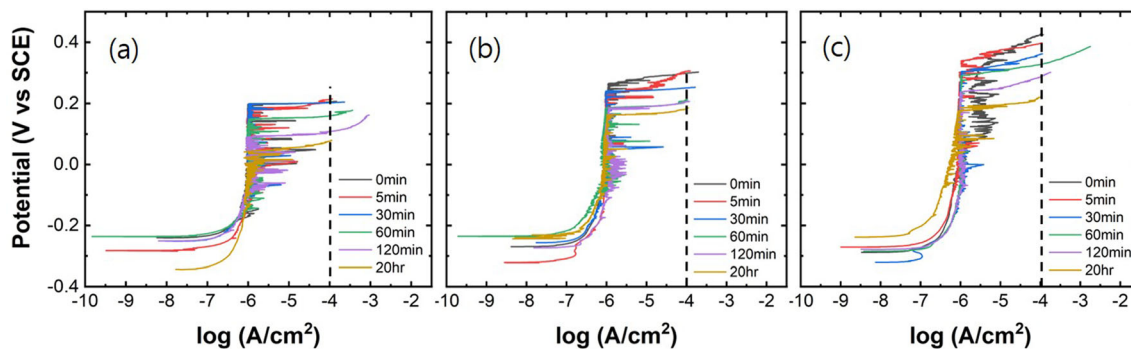 (a)
(b)
(c)
Potential (V vs SCE)
0.4
0.2
0.0
-0.2
-0.4
0min
5min
30min
60min
120min
20hr
0min
5min
30min
60min
120min
20hr
0min
5min
30min
60min
120min
20hr
-10 -9 -8 -7 -6 -5 -4 -3 -2 -1
-10 -9 -8 -7 -6 -5 -4 -3 -2
-10 -9 -8 -7 -6 -5 -4 -3 -2
log (A/cm²)
log (A/cm²)
log (A/cm²)